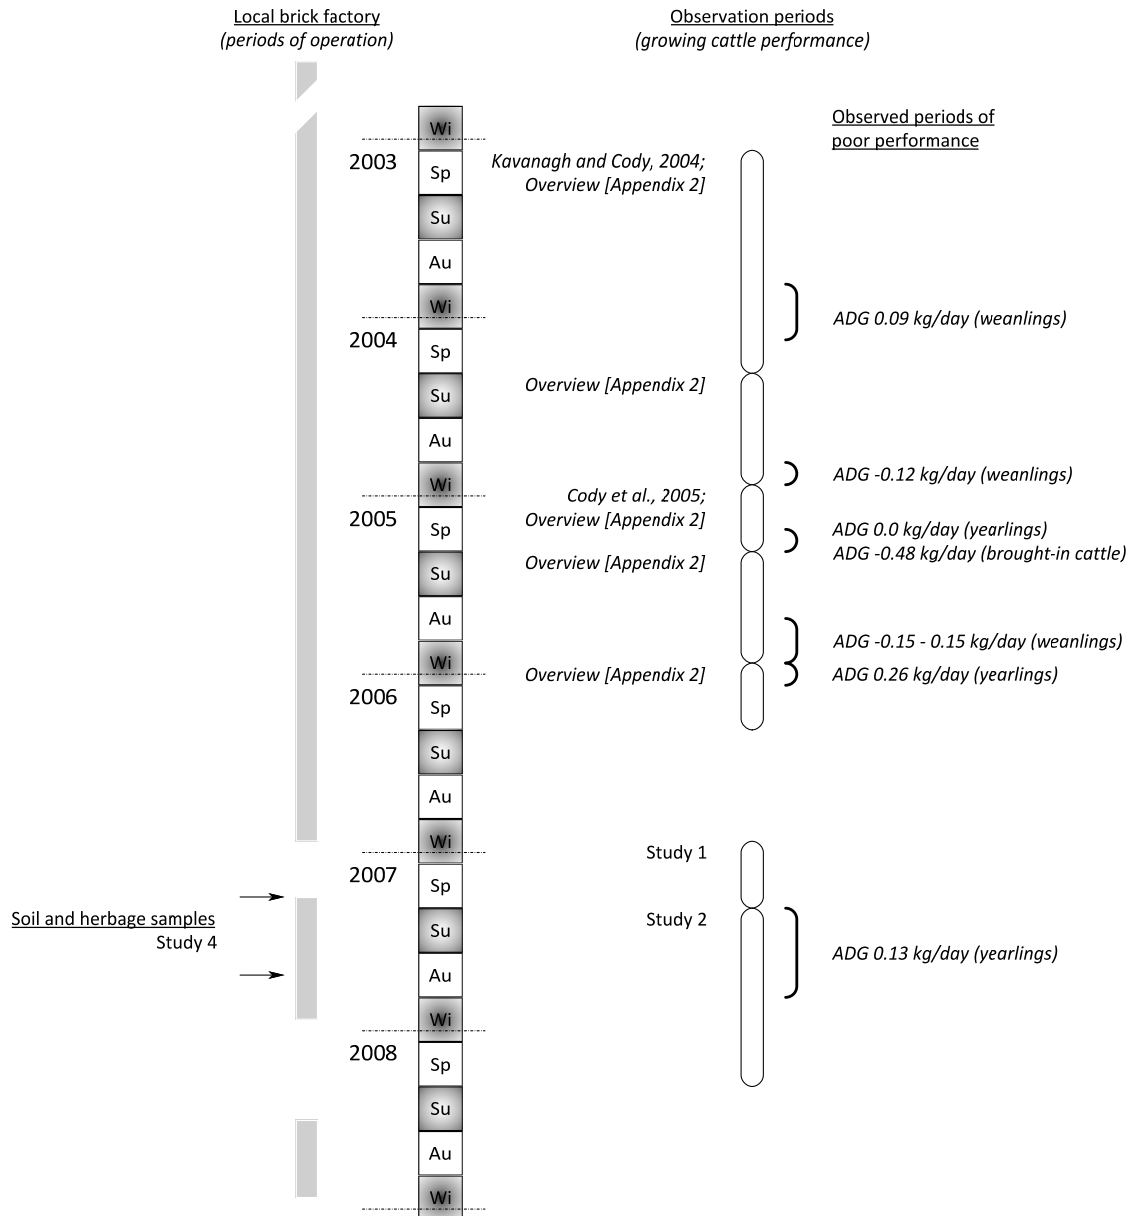 Local brick factory
(periods of operation)
Observation periods
(growing cattle performance)
Observed periods of
poor performance
Wi
2003
Sp
Su
Au
Wi
2004
Sp
Su
Au
Wi
2005
Sp
Su
Au
Wi
2006
Sp
Su
Au
Wi
2007
Sp
Su
Au
Wi
2008
Sp
Su
Au
Wi
Kavanagh and Cody, 2004;
Overview [Appendix 2]
Overview [Appendix 2]
Cody et al., 2005;
Overview [Appendix 2]
Overview [Appendix 2]
Overview [Appendix 2]
Study 1
Study 2
ADG 0.09 kg/day (weanlings)
ADG -0.12 kg/day (weanlings)
ADG 0.0 kg/day (yearlings)
ADG -0.48 kg/day (brought-in cattle)
ADG -0.15 - 0.15 kg/day (weanlings)
ADG 0.26 kg/day (yearlings)
ADG 0.13 kg/day (yearlings)
Soil and herbage samples
Study 4